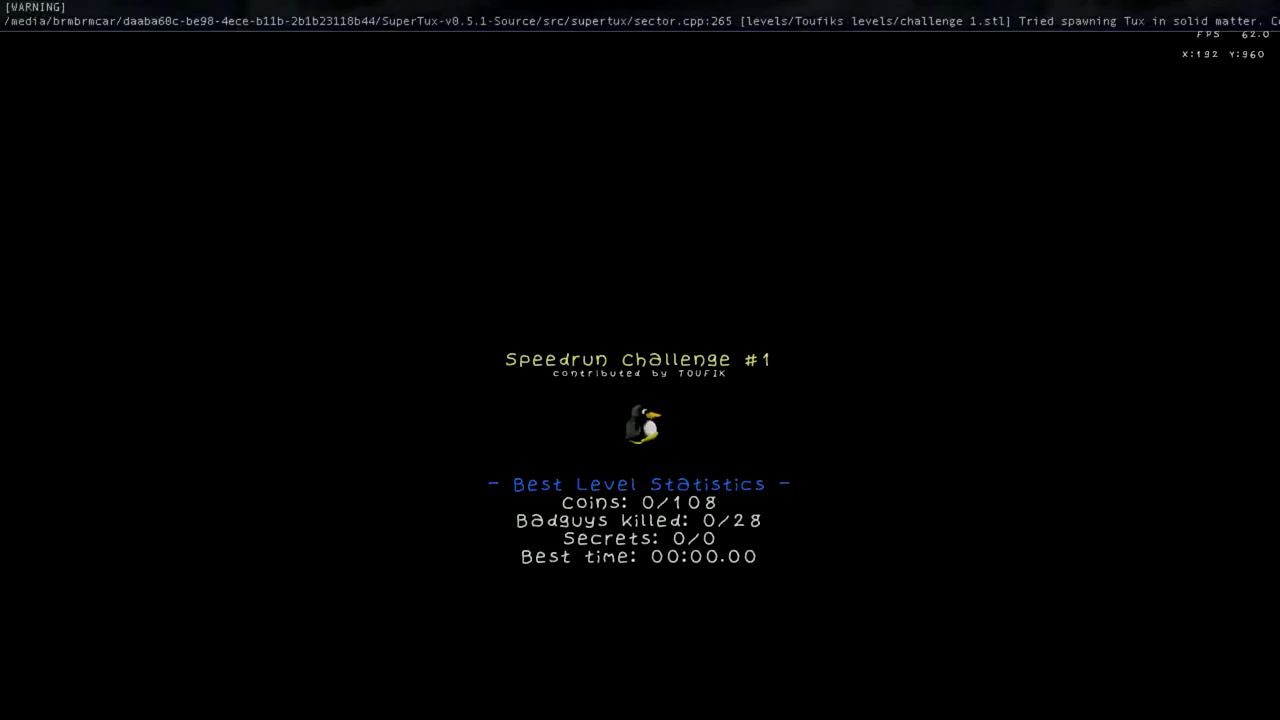 [WARNING]
/media/brmbrmcar/daaba60c-be98-4ece-b11b-2b1b23118b44/SuperTux-v0.5.1-Source/src/supertux/sector.cpp:265 [levels/Toufiks levels/challenge 1.stl] Tried spawning Tux in solid matter.
FPS 62.0
X:192 Y:960
Speedrun Challenge #1
contributed by TOUFIK
- Best Level Statistics -
Coins: 0/108
Badguys killed: 0/28
Secrets: 0/0
Best time: 00:00.00